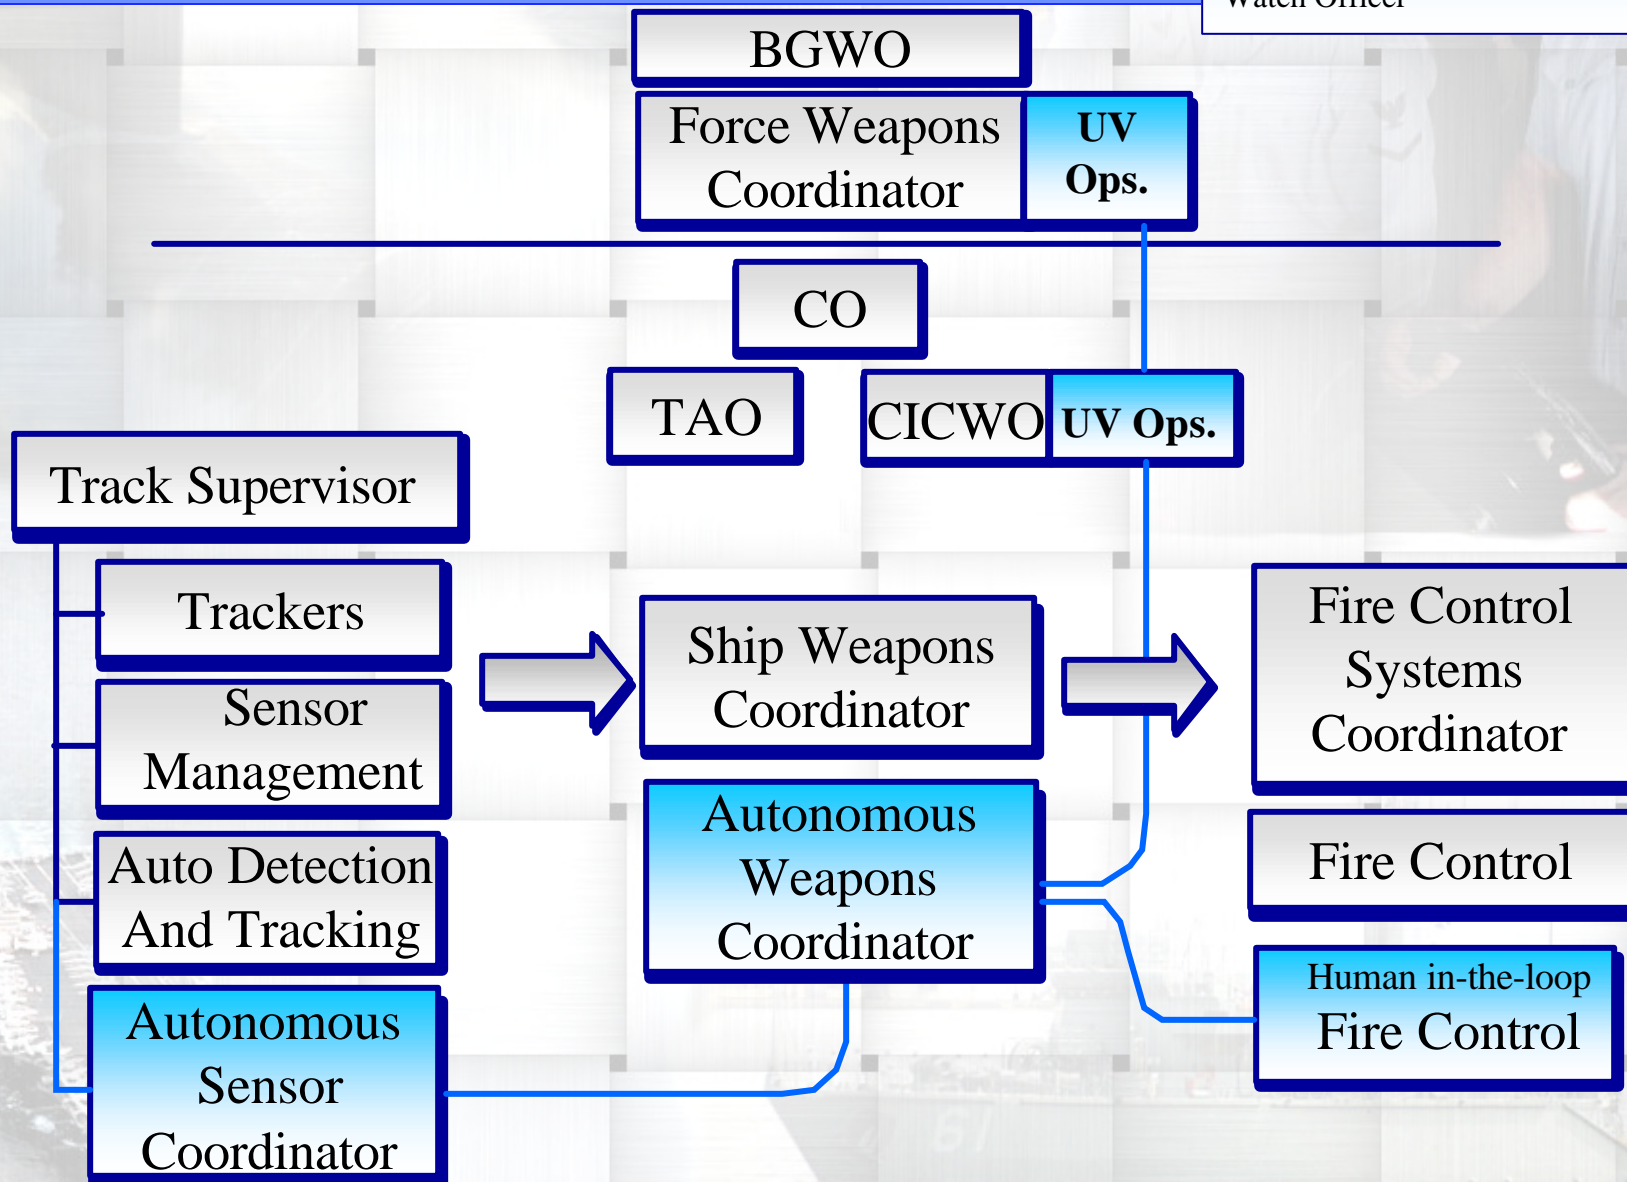 Watch Officer
BGWO
Force Weapons
Coordinator
UV
Ops.
CO
TAO
CICWO
UV Ops.
Track Supervisor
Trackers
Sensor
Management
Auto Detection
And Tracking
Autonomous
Sensor
Coordinator
Ship Weapons
Coordinator
Autonomous
Weapons
Coordinator
Fire Control
Systems
Coordinator
Fire Control
Human in-the-loop
Fire Control